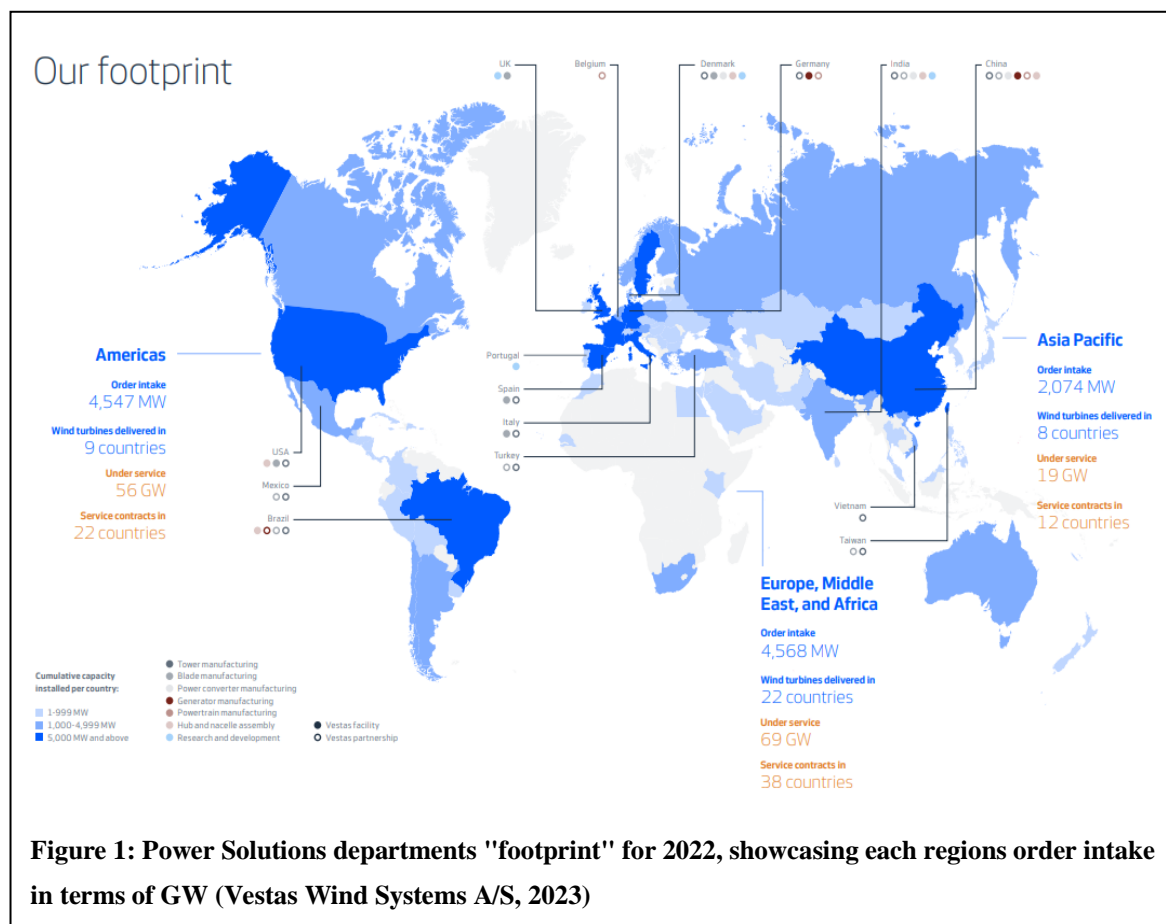 Our footprint
UK
Belgium
Denmark
Germany
India
China
Americas
Order intake
4,547 MW
Wind turbines delivered in
9 countries
Under service
56 GW
Service contracts in
22 countries
USA
Mexico
Brazil
Portugal
Spain
Italy
Turkey
Vietnam
Taiwan
Asia Pacific
Order intake
2,074 MW
Wind turbines delivered in
8 countries
Under service
19 GW
Service contracts in
12 countries
Europe, Middle
East, and Africa
Order intake
4,568 MW
Wind turbines delivered in
22 countries
Under service
69 GW
Service contracts in
38 countries
Cumulative capacity
installed per country:
1-999 MW
1,000-4,999 MW
5,000 MW and above
Tower manufacturing
Blade manufacturing
Power converter manufacturing
Generator manufacturing
Powertrain manufacturing
Hub and nacelle assembly
Research and development
Vestas facility
Vestas partnership
Figure 1: Power Solutions departments "footprint" for 2022, showcasing each regions order intake
in terms of GW (Vestas Wind Systems A/S, 2023)